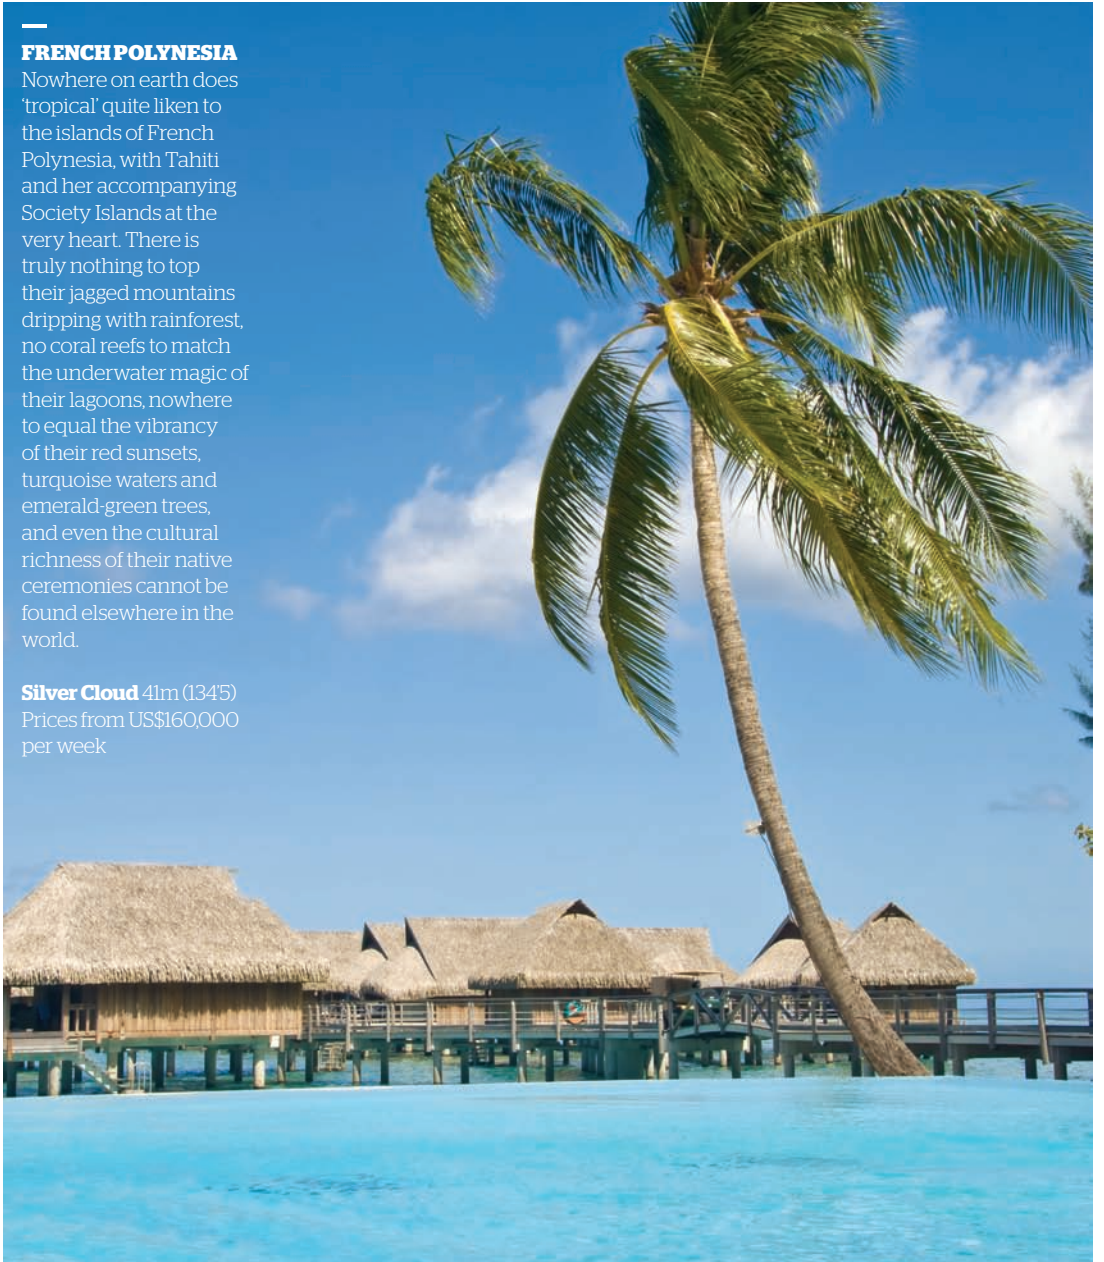 FRENCH POLYNESIA
Nowhere on earth does
‘tropical’ quite liken to
the islands of French
Polynesia, with Tahiti
and her accompanying
Society Islands at the
very heart. There is
truly nothing to top
their jagged mountains
dripping with rainforest,
no coral reefs to match
the underwater magic of
their lagoons, nowhere
to equal the vibrancy
of their red sunsets,
turquoise waters and
emerald-green trees,
and even the cultural
richness of their native
ceremonies cannot be
found elsewhere in the
world.
Silver Cloud 41m (134'5)
Prices from US$160,000
per week